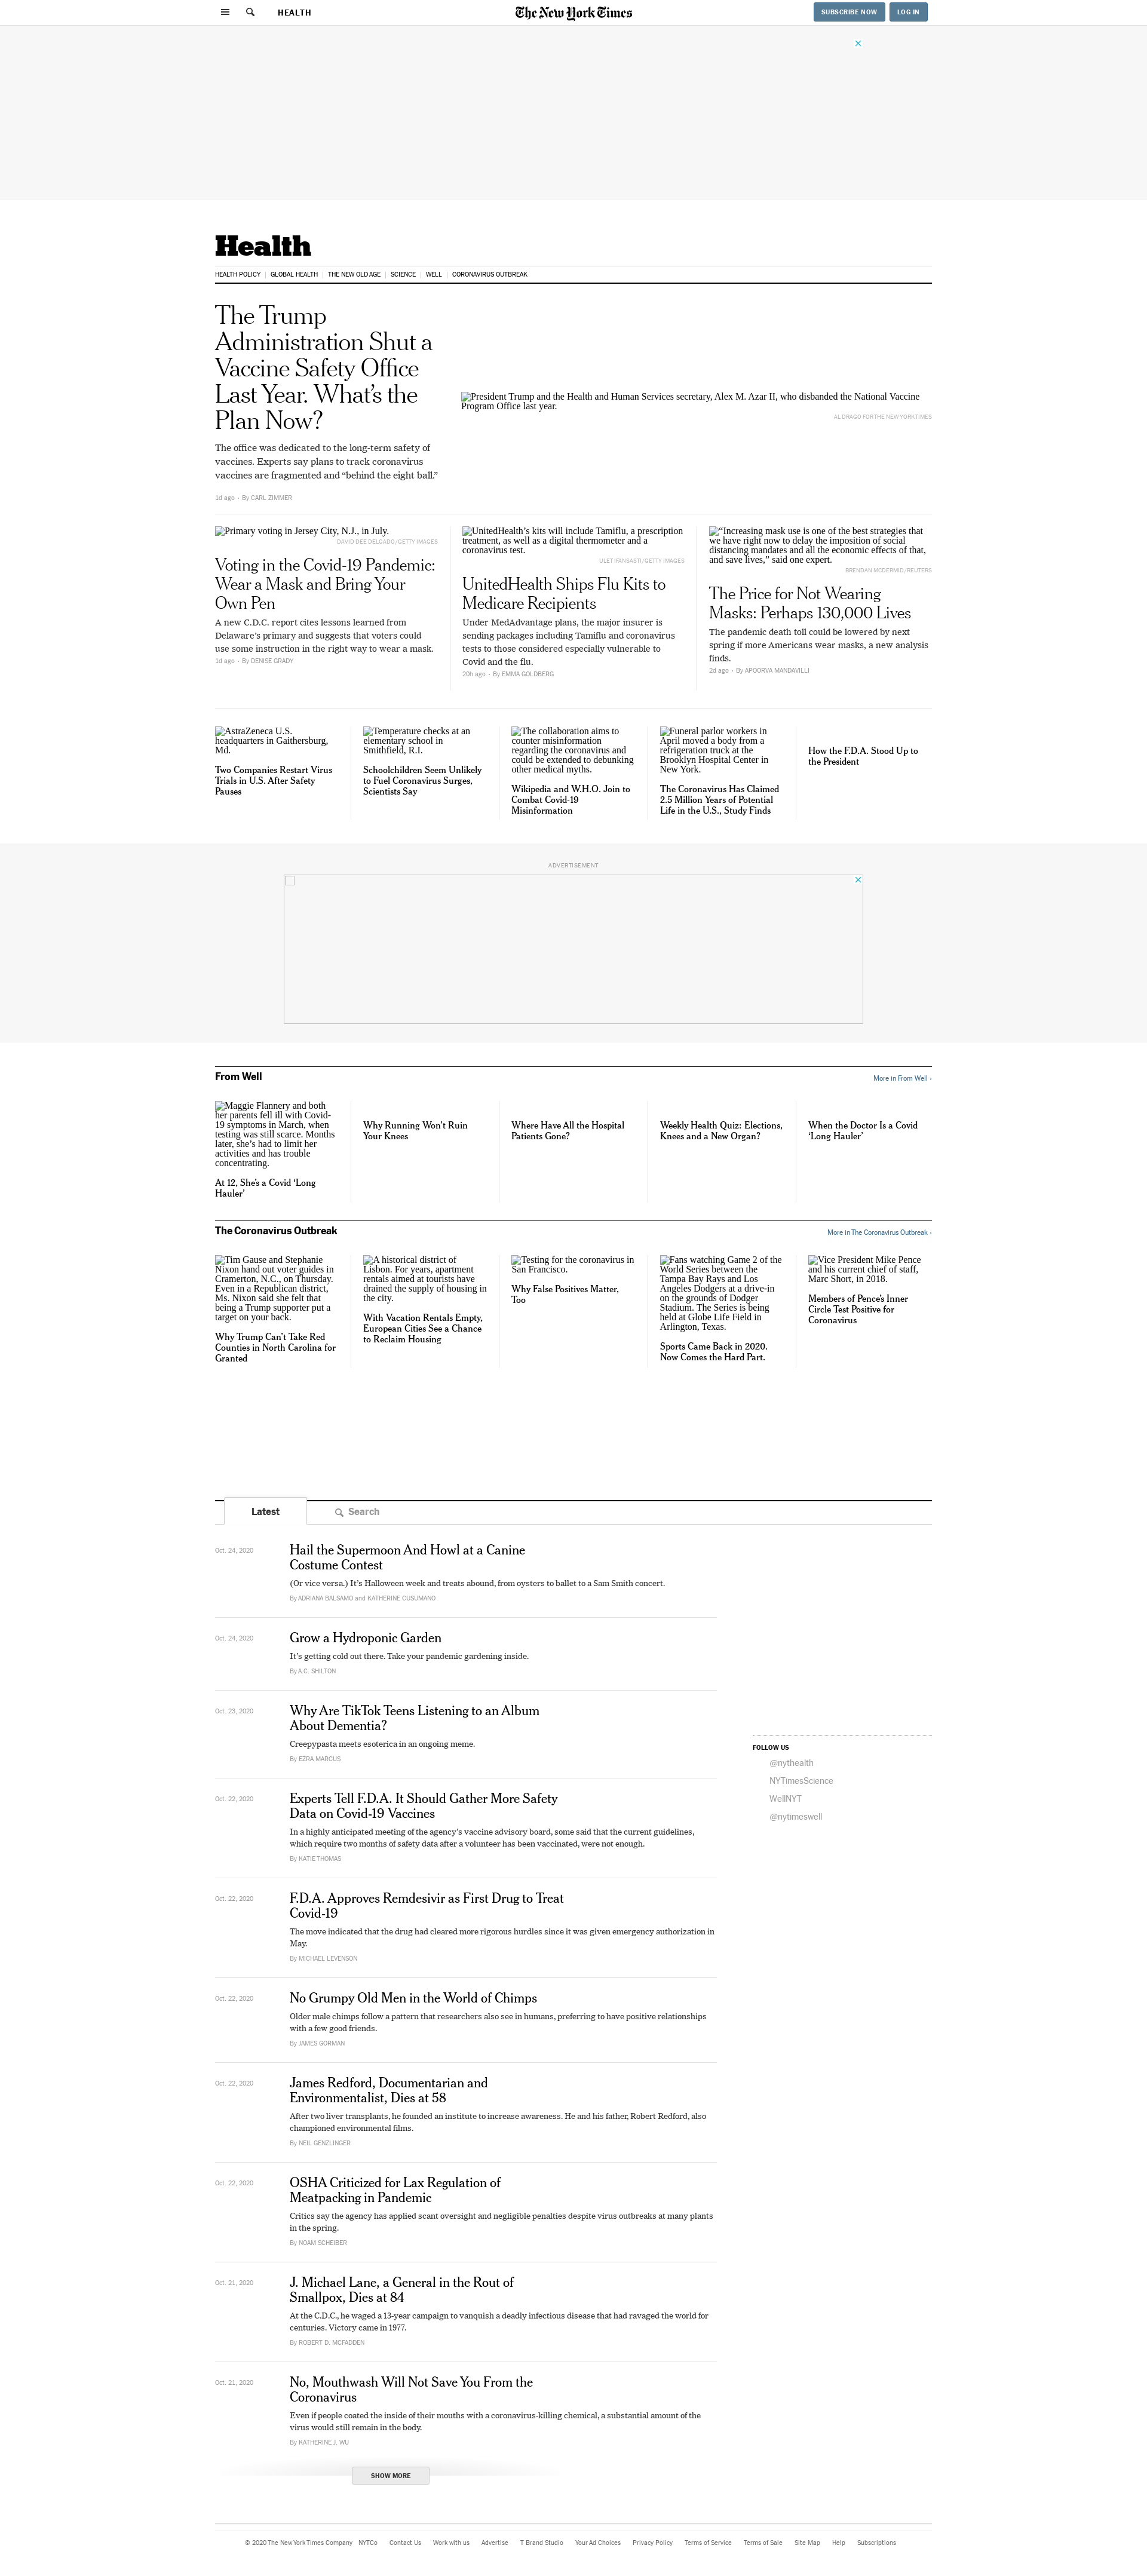 HEALTH
The New York Times
SUBSCRIBE NOW
LOG IN
Health
HEALTH POLICY | GLOBAL HEALTH | THE NEW OLD AGE | SCIENCE | WELL | CORONAVIRUS OUTBREAK
The Trump
Administration Shut a
Vaccine Safety Office
Last Year. What’s the
Plan Now?
The office was dedicated to the long-term safety of
vaccines. Experts say plans to track coronavirus
vaccines are fragmented and “behind the eight ball.”
1d ago • By CARL ZIMMER
President Trump and the Health and Human Services secretary, Alex M. Azar II, who disbanded the National Vaccine
Program Office last year.
AL DRAGO FOR THE NEW YORK TIMES
Primary voting in Jersey City, N.J., in July.
DAVID DEE DELGADO/GETTY IMAGES
Voting in the Covid-19 Pandemic:
Wear a Mask and Bring Your
Own Pen
A new C.D.C. report cites lessons learned from
Delaware’s primary and suggests that voters could
use some instruction in the right way to wear a mask.
1d ago • By DENISE GRADY
UnitedHealth’s kits will include Tamiflu, a prescription
treatment, as well as a digital thermometer and a
coronavirus test.
ULET IFANSASTI/GETTY IMAGES
UnitedHealth Ships Flu Kits to
Medicare Recipients
Under MedAdvantage plans, the major insurer is
sending packages including Tamiflu and coronavirus
tests to those considered especially vulnerable to
Covid and the flu.
20h ago • By EMMA GOLDBERG
“Increasing mask use is one of the best strategies that
we have right now to delay the imposition of social
distancing mandates and all the economic effects of that,
and save lives,” said one expert.
BRENDAN MCDERMID/REUTERS
The Price for Not Wearing
Masks: Perhaps 130,000 Lives
The pandemic death toll could be lowered by next
spring if more Americans wear masks, a new analysis
finds.
2d ago • By APOORVA MANDAVILLI
AstraZeneca U.S.
headquarters in Gaithersburg,
Md.
Two Companies Restart Virus
Trials in U.S. After Safety
Pauses
Temperature checks at an
elementary school in
Smithfield, R.I.
Schoolchildren Seem Unlikely
to Fuel Coronavirus Surges,
Scientists Say
The collaboration aims to
counter misinformation
regarding the coronavirus and
could be extended to debunking
other medical myths.
Wikipedia and W.H.O. Join to
Combat Covid-19
Misinformation
Funeral parlor workers in
April moved a body from a
refrigeration truck at the
Brooklyn Hospital Center in
New York.
The Coronavirus Has Claimed
2.5 Million Years of Potential
Life in the U.S., Study Finds
How the F.D.A. Stood Up to
the President
ADVERTISEMENT
From Well
More in From Well ›
Maggie Flannery and both
her parents fell ill with Covid-
19 symptoms in March, when
testing was still scarce. Months
later, she’s had to limit her
activities and has trouble
concentrating.
At 12, She’s a Covid ‘Long
Hauler’
Why Running Won’t Ruin
Your Knees
Where Have All the Hospital
Patients Gone?
Weekly Health Quiz: Elections,
Knees and a New Organ?
When the Doctor Is a Covid
‘Long Hauler’
The Coronavirus Outbreak
More in The Coronavirus Outbreak ›
Tim Gause and Stephanie
Nixon hand out voter guides in
Cramerton, N.C., on Thursday.
Even in a Republican district,
Ms. Nixon said she felt that
being a Trump supporter put a
target on your back.
Why Trump Can’t Take Red
Counties in North Carolina for
Granted
A historical district of
Lisbon. For years, apartment
rentals aimed at tourists have
drained the supply of housing in
the city.
With Vacation Rentals Empty,
European Cities See a Chance
to Reclaim Housing
Testing for the coronavirus in
San Francisco.
Why False Positives Matter,
Too
Fans watching Game 2 of the
World Series between the
Tampa Bay Rays and Los
Angeles Dodgers at a drive-in
on the grounds of Dodger
Stadium. The Series is being
held at Globe Life Field in
Arlington, Texas.
Sports Came Back in 2020.
Now Comes the Hard Part.
Vice President Mike Pence
and his current chief of staff,
Marc Short, in 2018.
Members of Pence’s Inner
Circle Test Positive for
Coronavirus
Latest
Search
Oct. 24, 2020
Hail the Supermoon And Howl at a Canine
Costume Contest
(Or vice versa.) It’s Halloween week and treats abound, from oysters to ballet to a Sam Smith concert.
By ADRIANA BALSAMO and KATHERINE CUSUMANO
Oct. 24, 2020
Grow a Hydroponic Garden
It’s getting cold out there. Take your pandemic gardening inside.
By A.C. SHILTON
Oct. 23, 2020
Why Are TikTok Teens Listening to an Album
About Dementia?
Creepypasta meets esoterica in an ongoing meme.
By EZRA MARCUS
Oct. 22, 2020
Experts Tell F.D.A. It Should Gather More Safety
Data on Covid-19 Vaccines
In a highly anticipated meeting of the agency’s vaccine advisory board, some said that the current guidelines,
which require two months of safety data after a volunteer has been vaccinated, were not enough.
By KATIE THOMAS
Oct. 22, 2020
F.D.A. Approves Remdesivir as First Drug to Treat
Covid-19
The move indicated that the drug had cleared more rigorous hurdles since it was given emergency authorization in
May.
By MICHAEL LEVENSON
Oct. 22, 2020
No Grumpy Old Men in the World of Chimps
Older male chimps follow a pattern that researchers also see in humans, preferring to have positive relationships
with a few good friends.
By JAMES GORMAN
Oct. 22, 2020
James Redford, Documentarian and
Environmentalist, Dies at 58
After two liver transplants, he founded an institute to increase awareness. He and his father, Robert Redford, also
championed environmental films.
By NEIL GENZLINGER
Oct. 22, 2020
OSHA Criticized for Lax Regulation of
Meatpacking in Pandemic
Critics say the agency has applied scant oversight and negligible penalties despite virus outbreaks at many plants
in the spring.
By NOAM SCHEIBER
Oct. 21, 2020
J. Michael Lane, a General in the Rout of
Smallpox, Dies at 84
At the C.D.C., he waged a 13-year campaign to vanquish a deadly infectious disease that had ravaged the world for
centuries. Victory came in 1977.
By ROBERT D. MCFADDEN
Oct. 21, 2020
No, Mouthwash Will Not Save You From the
Coronavirus
Even if people coated the inside of their mouths with a coronavirus-killing chemical, a substantial amount of the
virus would still remain in the body.
By KATHERINE J. WU
SHOW MORE
FOLLOW US
@nythealth
NYTimesScience
WellNYT
@nytimeswell
© 2020 The New York Times Company NYTCo Contact Us Work with us Advertise T Brand Studio Your Ad Choices Privacy Policy Terms of Service Terms of Sale Site Map Help Subscriptions